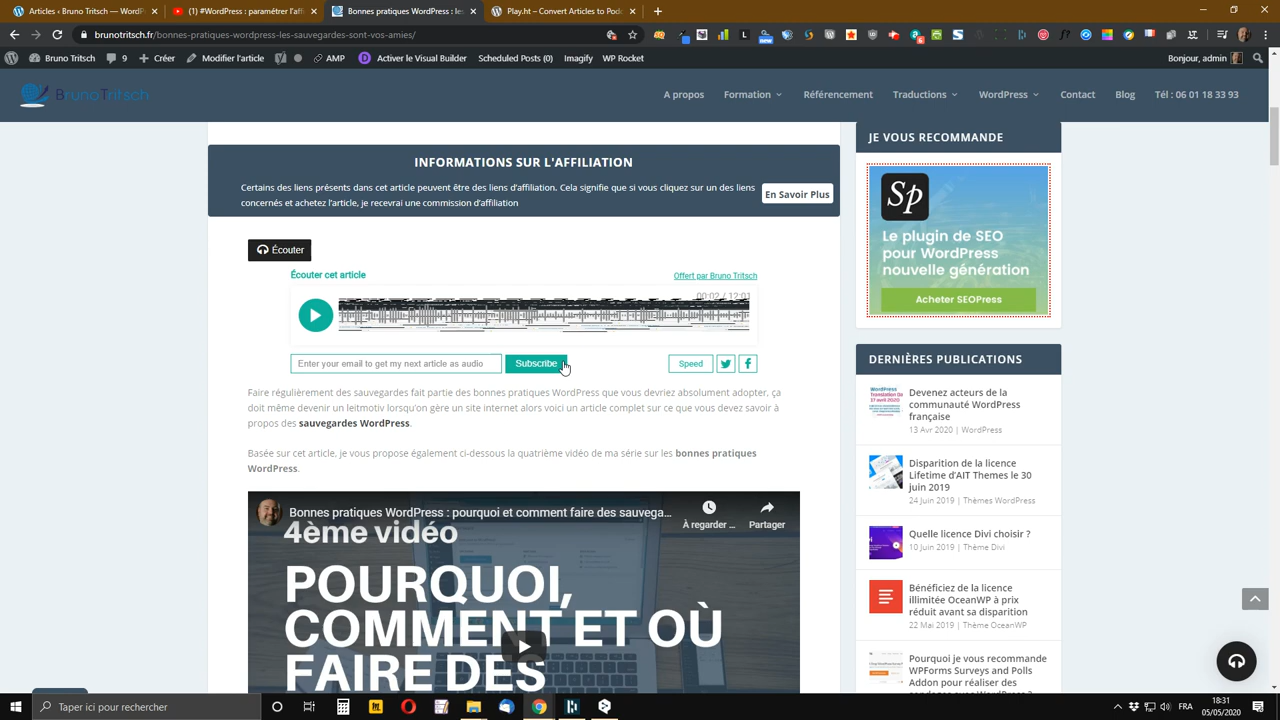 Articles ‹ Bruno Tritsch — WordP
(1) #WordPress : Paramétrer l'aff
Bonnes pratiques WordPress : les
Play.ht — Converting to Podc
brunotritsch.fr/bonnes-pratiques-wordpress-sauvegardes-vos-amies/
Bruno Tritsch
9
Créer
Modifier l'article
AMP
Activer le Visual Builder
Scheduled Posts (0)
Imagify
WP Rocket
Bonjour, admin
BrunoTritsch
A propos
Formation
Référencement
Traductions
WordPress
Contact
Blog
Tél : 06 01 18 33 93
INFORMATIONS SUR L'AFFILIATION
Certains des liens présents dans cet article peuvent être des liens d'affiliation. Cela signifie que si vous cliquez sur un des liens
concernés et achetez l'article, je recevrai une commission d'affiliation
En Savoir Plus
Écouter
Écouter cet article
Offert par Bruno Tritsch
00:02 / 12:01
Enter your email to get my next article as audio
Subscribe
Speed
Faire régulièrement des sauvegardes fait partie des bonnes pratiques WordPress que vous devriez absolument adopter, ça
doit même devenir un leitmotiv lorsqu'on gère un site internet alors voici un article complet sur ce que vous devez savoir à
propos des sauvegardes WordPress.
Basée sur cet article, je vous propose également ci-dessous la quatrième vidéo de ma série sur les bonnes pratiques
WordPress.
Bonnes pratiques WordPress : pourquoi et comment faire des sauvega...
À regarder ...
Partager
4ème vidéo
POURQUOI,
COMMENT ET OÙ
FAIRE DES
JE VOUS RECOMMANDE
Sp
Le plugin de SEO
pour WordPress
nouvelle génération
Acheter SEOPress
DERNIÈRES PUBLICATIONS
Devenez acteurs de la
communauté WordPress
française
13 Avr 2020 | WordPress
Disparition de la licence
Lifetime d'AIT Themes le 30
juin 2019
24 Juin 2019 | Thèmes WordPress
Quelle licence Divi choisir ?
10 Juin 2019 | Thème Divi
Bénéficiez de la licence
illimitée OceanWP à prix
réduit avant sa disparition
22 Mai 2019 | Thème OceanWP
Pourquoi je vous recommande
WPForms Surveys and Polls
Addon pour réaliser des
Taper ici pour rechercher
FRA
18:31
05/05/2020